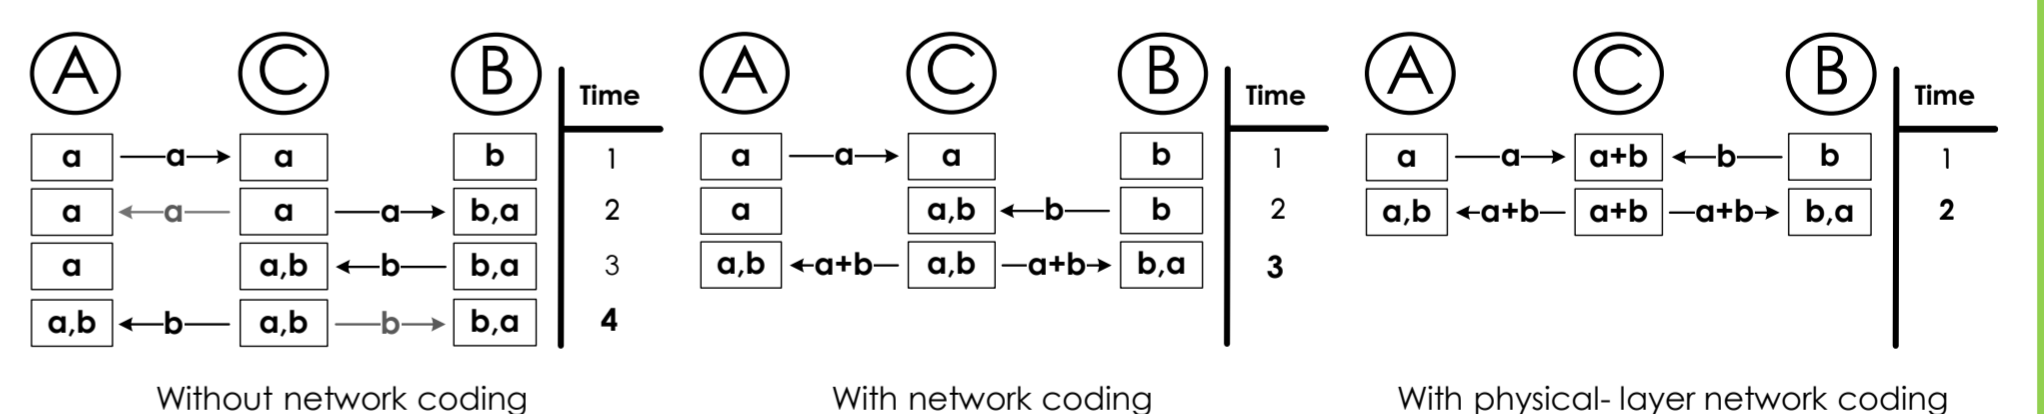 A C B Time
a a a b 1
a a a a b,a 2
a a,b b b,a 3
a,b b a,b b b,a 4
Without network coding
A C B Time
a a a b 1
a a,b b b 2
a,b a+b a,b a+b b,a 3
With network coding
A C B Time
a a a+b b b 1
a,b a+b a+b a+b b,a 2
With physical- layer network coding